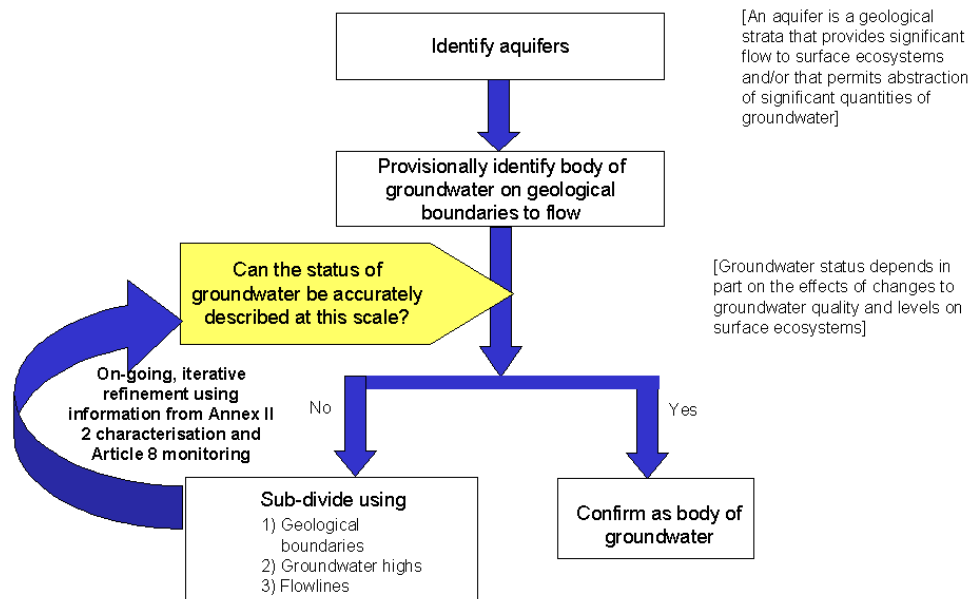 Identify aquifers
[An aquifer is a geological
strata that provides significant
flow to surface ecosystems
and/or that permits abstraction
of significant quantities of
groundwater]
Provisionally identify body of
groundwater on geological
boundaries to flow
Can the status of
groundwater be accurately
described at this scale?
[Groundwater status depends in
part on the effects of changes to
groundwater quality and levels on
surface ecosystems]
On-going, iterative
refinement using
information from Annex II
2 characterisation and
Article 8 monitoring
No
Yes
Sub-divide using
1) Geological
boundaries
2) Groundwater highs
3) Flowlines
Confirm as body of
groundwater